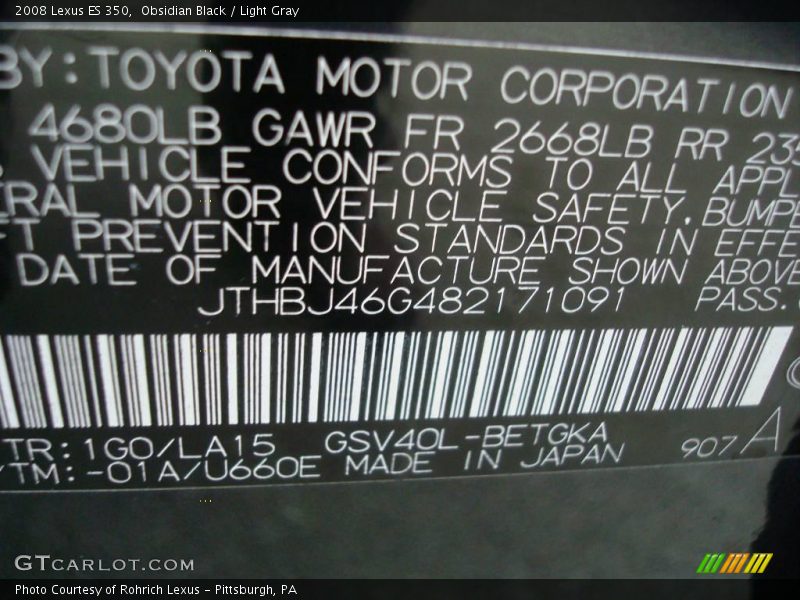 2008 Lexus ES 350,  Obsidian Black / Light Gray
BY: TOYOTA MOTOR CORPORATION
4680LB GAWR FR 2668LB RR
VEHICLE CONFORMS TO ALL
MOTOR VEHICLE SAFETY,
PREVENTION STANDARDS IN
DATE OF MANUFACTURE SHOWN ABOVE
JTHBJ46G482171091 PASS.
TR: 1G0/LA15 GSV40L-BETGKA
/TM: -01A/U660E MADE IN JAPAN 907 A
GTCARLOT.COM
Photo Courtesy of Rohrich Lexus – Pittsburgh, PA